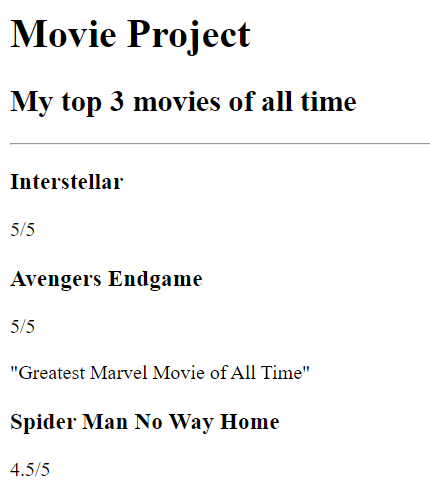 Movie Project
My top 3 movies of all time
Interstellar
5/5
Avengers Endgame
5/5
"Greatest Marvel Movie of All Time"
Spider Man No Way Home
4.5/5